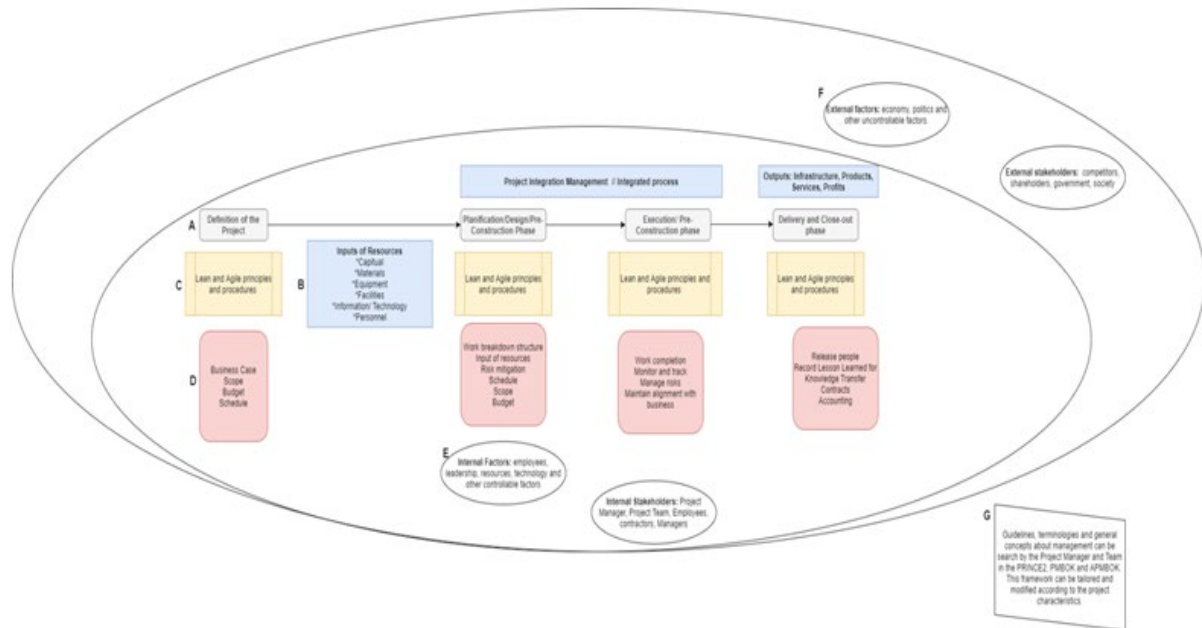 F
External factors: economy, politics and
other uncontrollable factors
External stakeholders: competitors,
shareholders, government, society
Project Integration Management // Integrated process
Outputs: Infrastructure, Products,
Services, Profits
A
Definition of the
Project
Planification/Design/Pre-
Construction Phase
Execution/ Pre-
Construction phase
Delivery and Close-out
phase
C
Lean and Agile principles
and procedures
B
Inputs of Resources
*Capitual
*Materials
*Equipment
*Facilities
*Information/ Technology
*Personnel
Lean and Agile principles
and procedures
Lean and Agile principles and
procedures
Lean and Agile principles
and procedures
D
Business Case
Scope
Budget
Schedule
Work breakdown structure
Input of resources
Risk mitigation
Schedule
Scope
Budget
Work completion
Monitor and track
Manage risks
Maintain alignment with
business
Release people
Record Lesson Learned for
Knowledge Transfer
Contracts
Accounting
E
Internal Factors: employees,
leadership, resources, technology and
other controllable factors
Internal Stakeholders: Project
Manager, Project Team, Employees,
contractors, Managers
G
Guidelines, terminologies and general
concepts about management can be
search by the Project Manager and Team
in the PRINCE2, PMBOK and APMBOK.
This framework can be tailored and
modified according to the project
characteristics